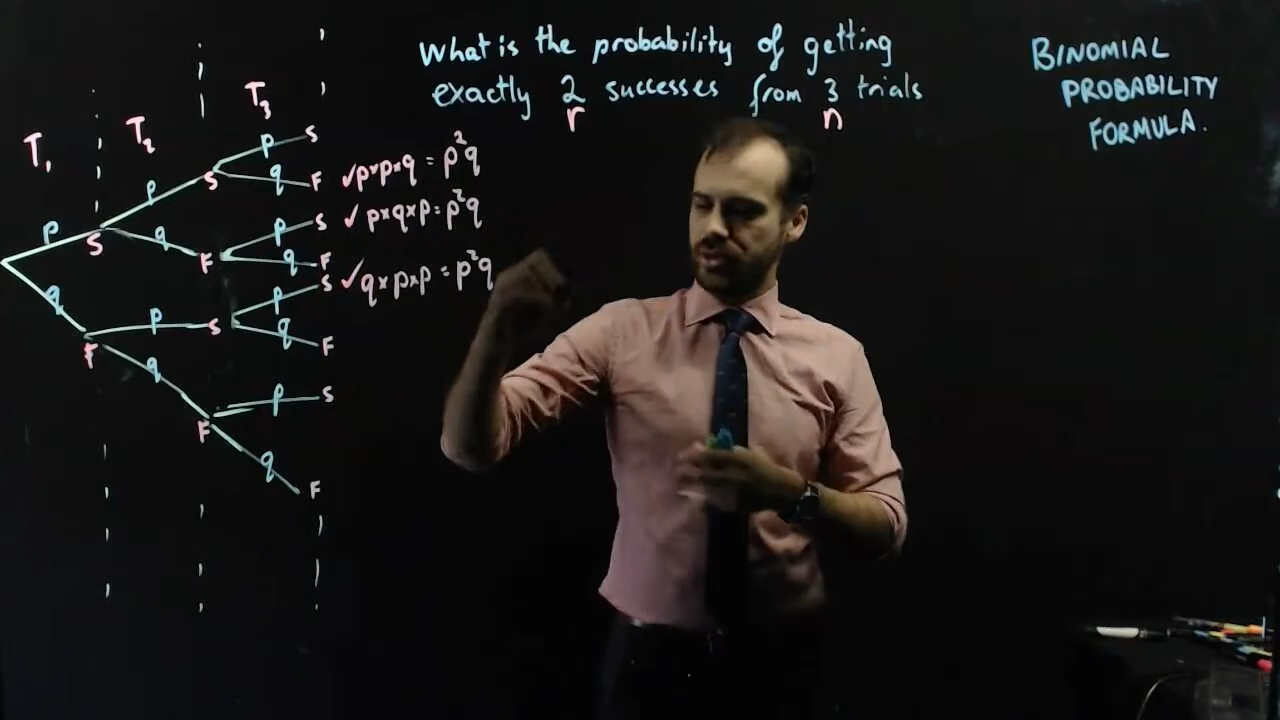 What is the probability of getting
exactly 2 successes from 3 trials
r n
BINOMIAL
PROBABILITY
FORMULA.
T₁ T₂ T₃
p S
p S q F
✓ p×p×q = p²q
p S
✓ p×q×p = p²q
p S q F
q F
p S
✓ q×p×p = p²q
q F
p S
q F
p S
q F
q F